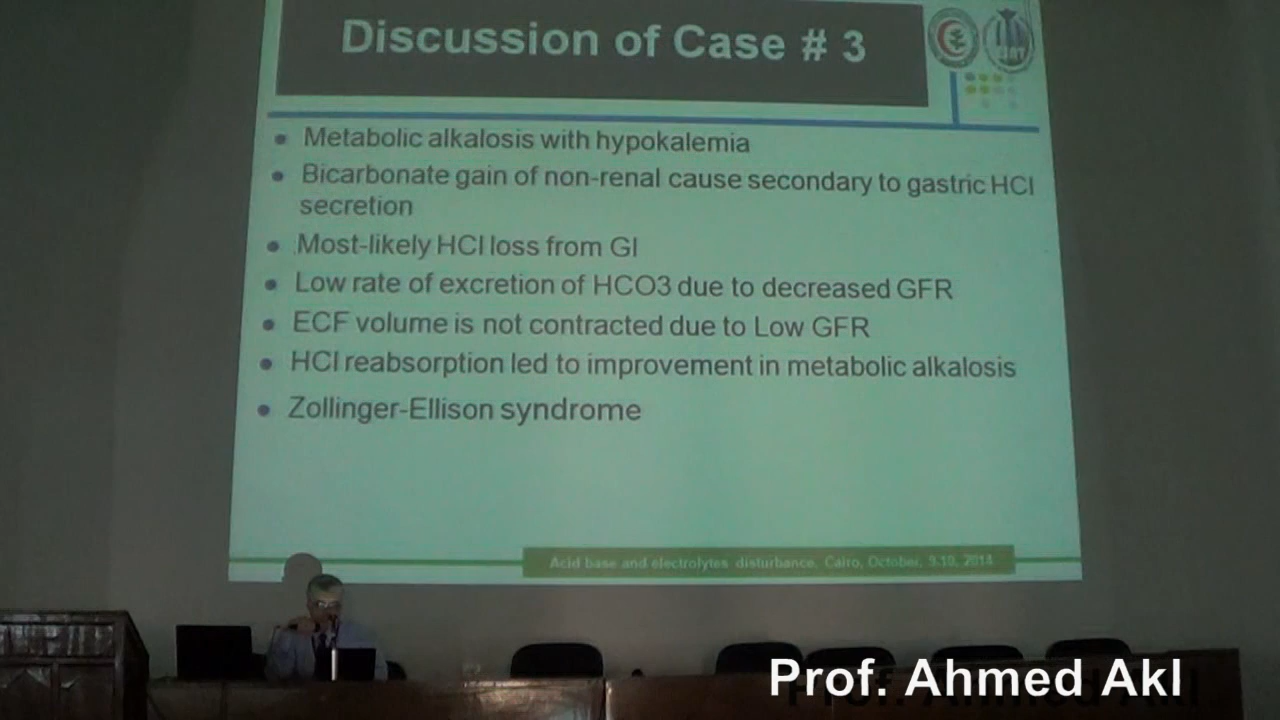 Discussion of Case # 3
Metabolic alkalosis with hypokalemia
Bicarbonate gain of non-renal cause secondary to gastric HCl
secretion
Most-likely HCl loss from GI
Low rate of excretion of HCO3 due to decreased GFR
ECF volume is not contracted due to Low GFR
HCl reabsorption led to improvement in metabolic alkalosis
Zollinger-Ellison syndrome
Acid base and electrolytes disturbance, Cairo, October, 9-10, 2014
Prof. Ahmed Akl